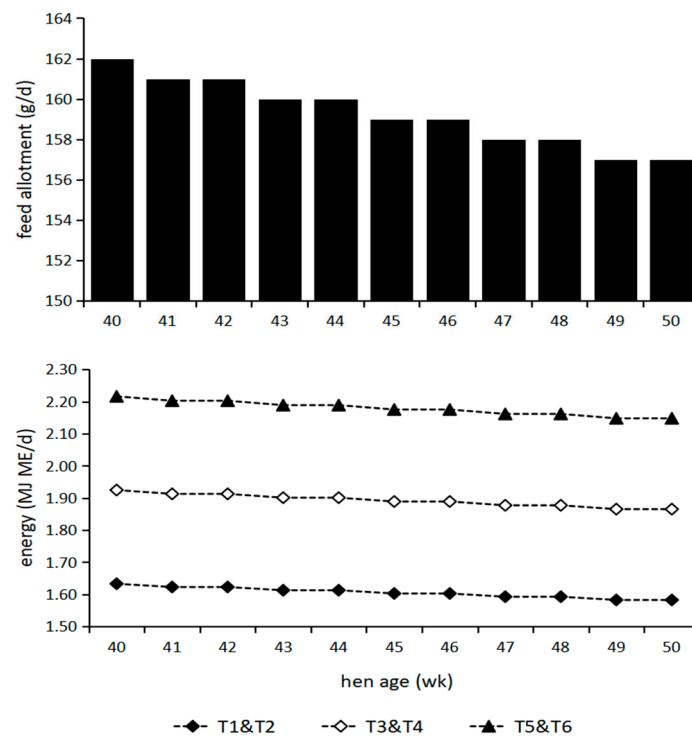 164
162
160
158
156
154
152
150
feed allotment (g/d)
40 41 42 43 44 45 46 47 48 49 50
2.30
2.20
2.10
2.00
1.90
1.80
1.70
1.60
1.50
energy (MJ ME/d)
40 41 42 43 44 45 46 47 48 49 50
hen age (wk)
T1&T2 T3&T4 T5&T6